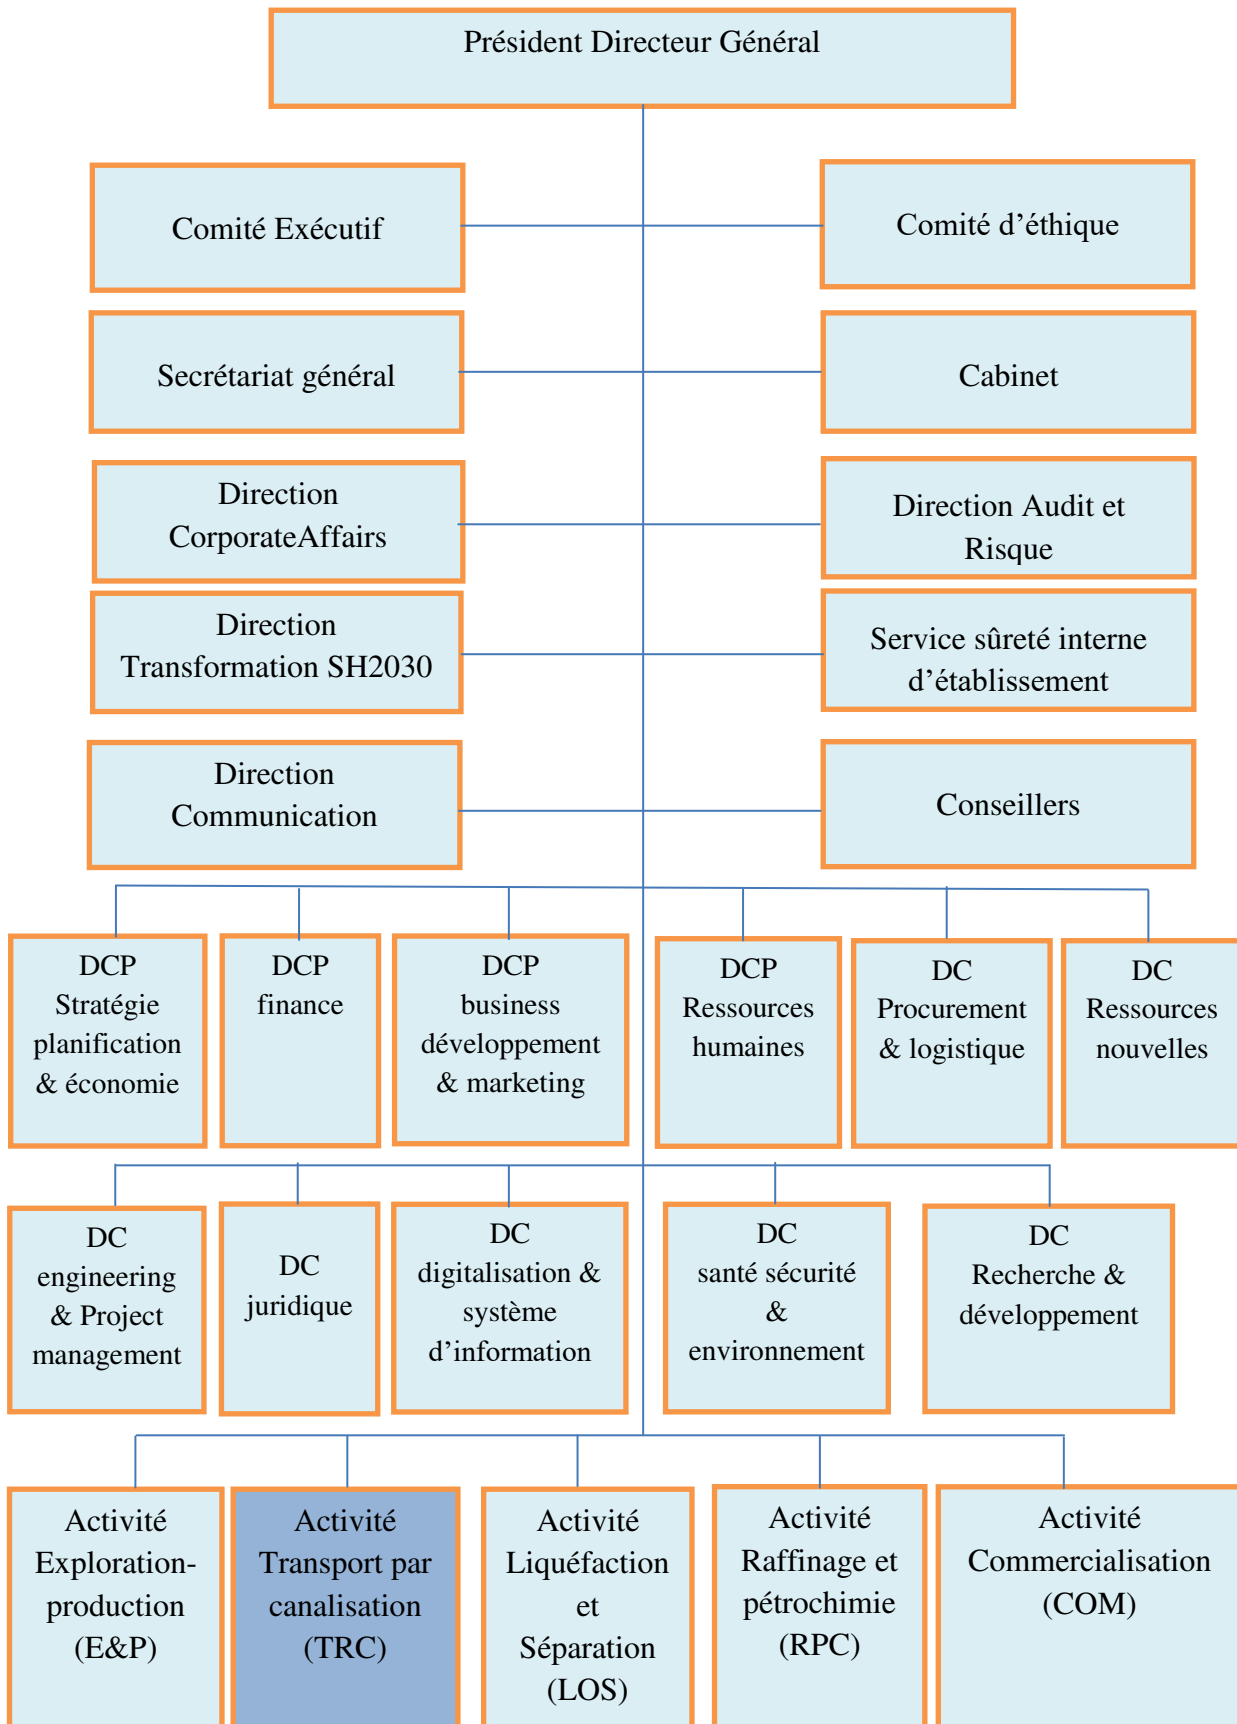 Président Directeur Général
Comité Exécutif
Comité d’éthique
Secrétariat général
Cabinet
Direction
CorporateAffairs
Direction Audit et
Risque
Direction
Transformation SH2030
Service sûreté interne
d’établissement
Direction
Communication
Conseillers
DCP
Stratégie
planification
& économie
DCP
finance
DCP
business
développement
& marketing
DCP
Ressources
humaines
DC
Procurement
& logistique
DC
Ressources
nouvelles
DC
engineering
& Project
management
DC
juridique
DC
digitalisation &
système
d’information
DC
santé sécurité
&
environnement
DC
Recherche &
développement
Activité
Exploration-
production
(E&P)
Activité
Transport par
canalisation
(TRC)
Activité
Liquéfaction
et
Séparation
(LOS)
Activité
Raffinage et
pétrochimie
(RPC)
Activité
Commercialisation
(COM)